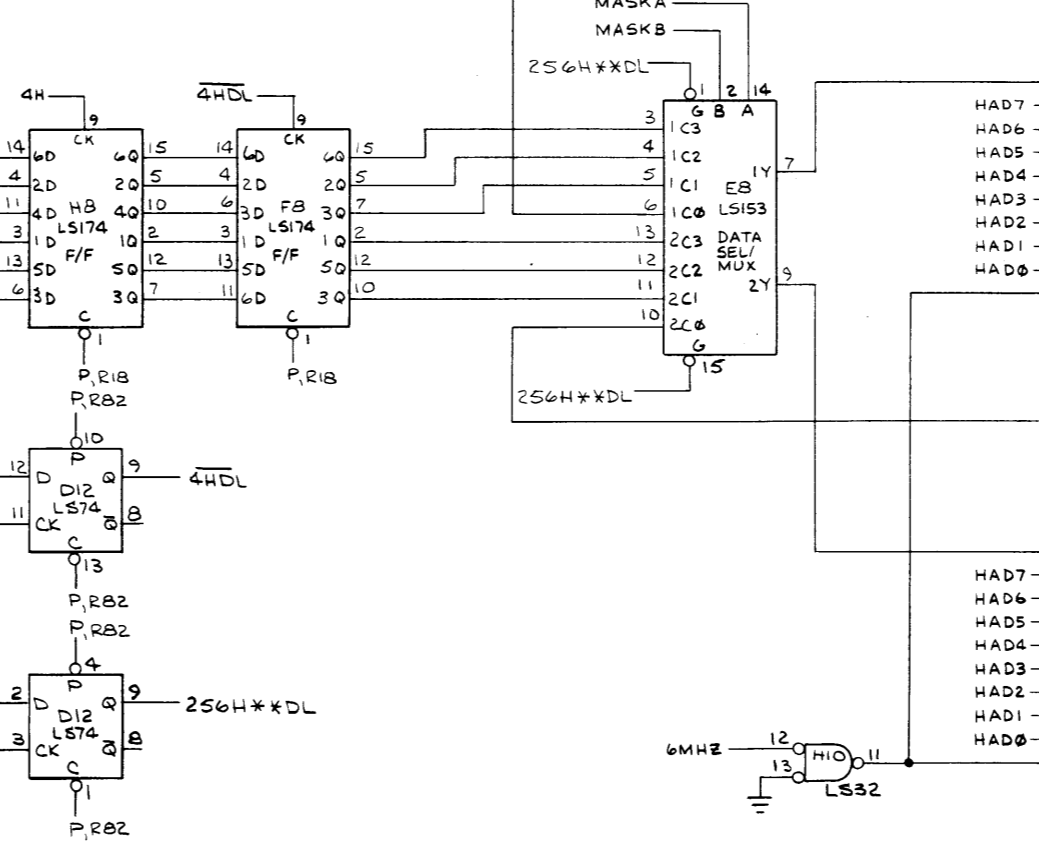 MASKA
MASKB
256H**DL
1 2 14
G B A
4H
9
CK
14 6D 6Q 15
4 2D 2Q 5
11 4D 4Q 10
3 1D 1Q 2
13 5D 5Q 12
6 3D 3Q 7
H8
LS174
F/F
C
1
P,R18
4HDL
9
CK
14 6D 6Q 15
4 2D 2Q 5
6 3D 3Q 7
3 1D 1Q 2
13 5D 5Q 12
11 6D 3Q 10
F8
LS174
F/F
C
1
P,R18
3 1C3
4 1C2
5 1C1
6 1CØ
13 2C3
12 2C2
11 2C1
10 2CØ
1Y 7
E8
LS153
DATA
SEL/
MUX
2Y 9
G
15
256H**DL
HAD7
HAD6
HAD5
HAD4
HAD3
HAD2
HAD1
HADØ
P,R82
10
P
12 D Q 9
4HDL
D12
LS74
11 CK Q 8
C
13
P,R82
P,R82
4
P
2 D Q 9
256H**DL
D12
LS74
3 CK Q 8
C
1
P,R82
HAD7
HAD6
HAD5
HAD4
HAD3
HAD2
HAD1
HADØ
6MHZ
12
13
H10
11
LS32